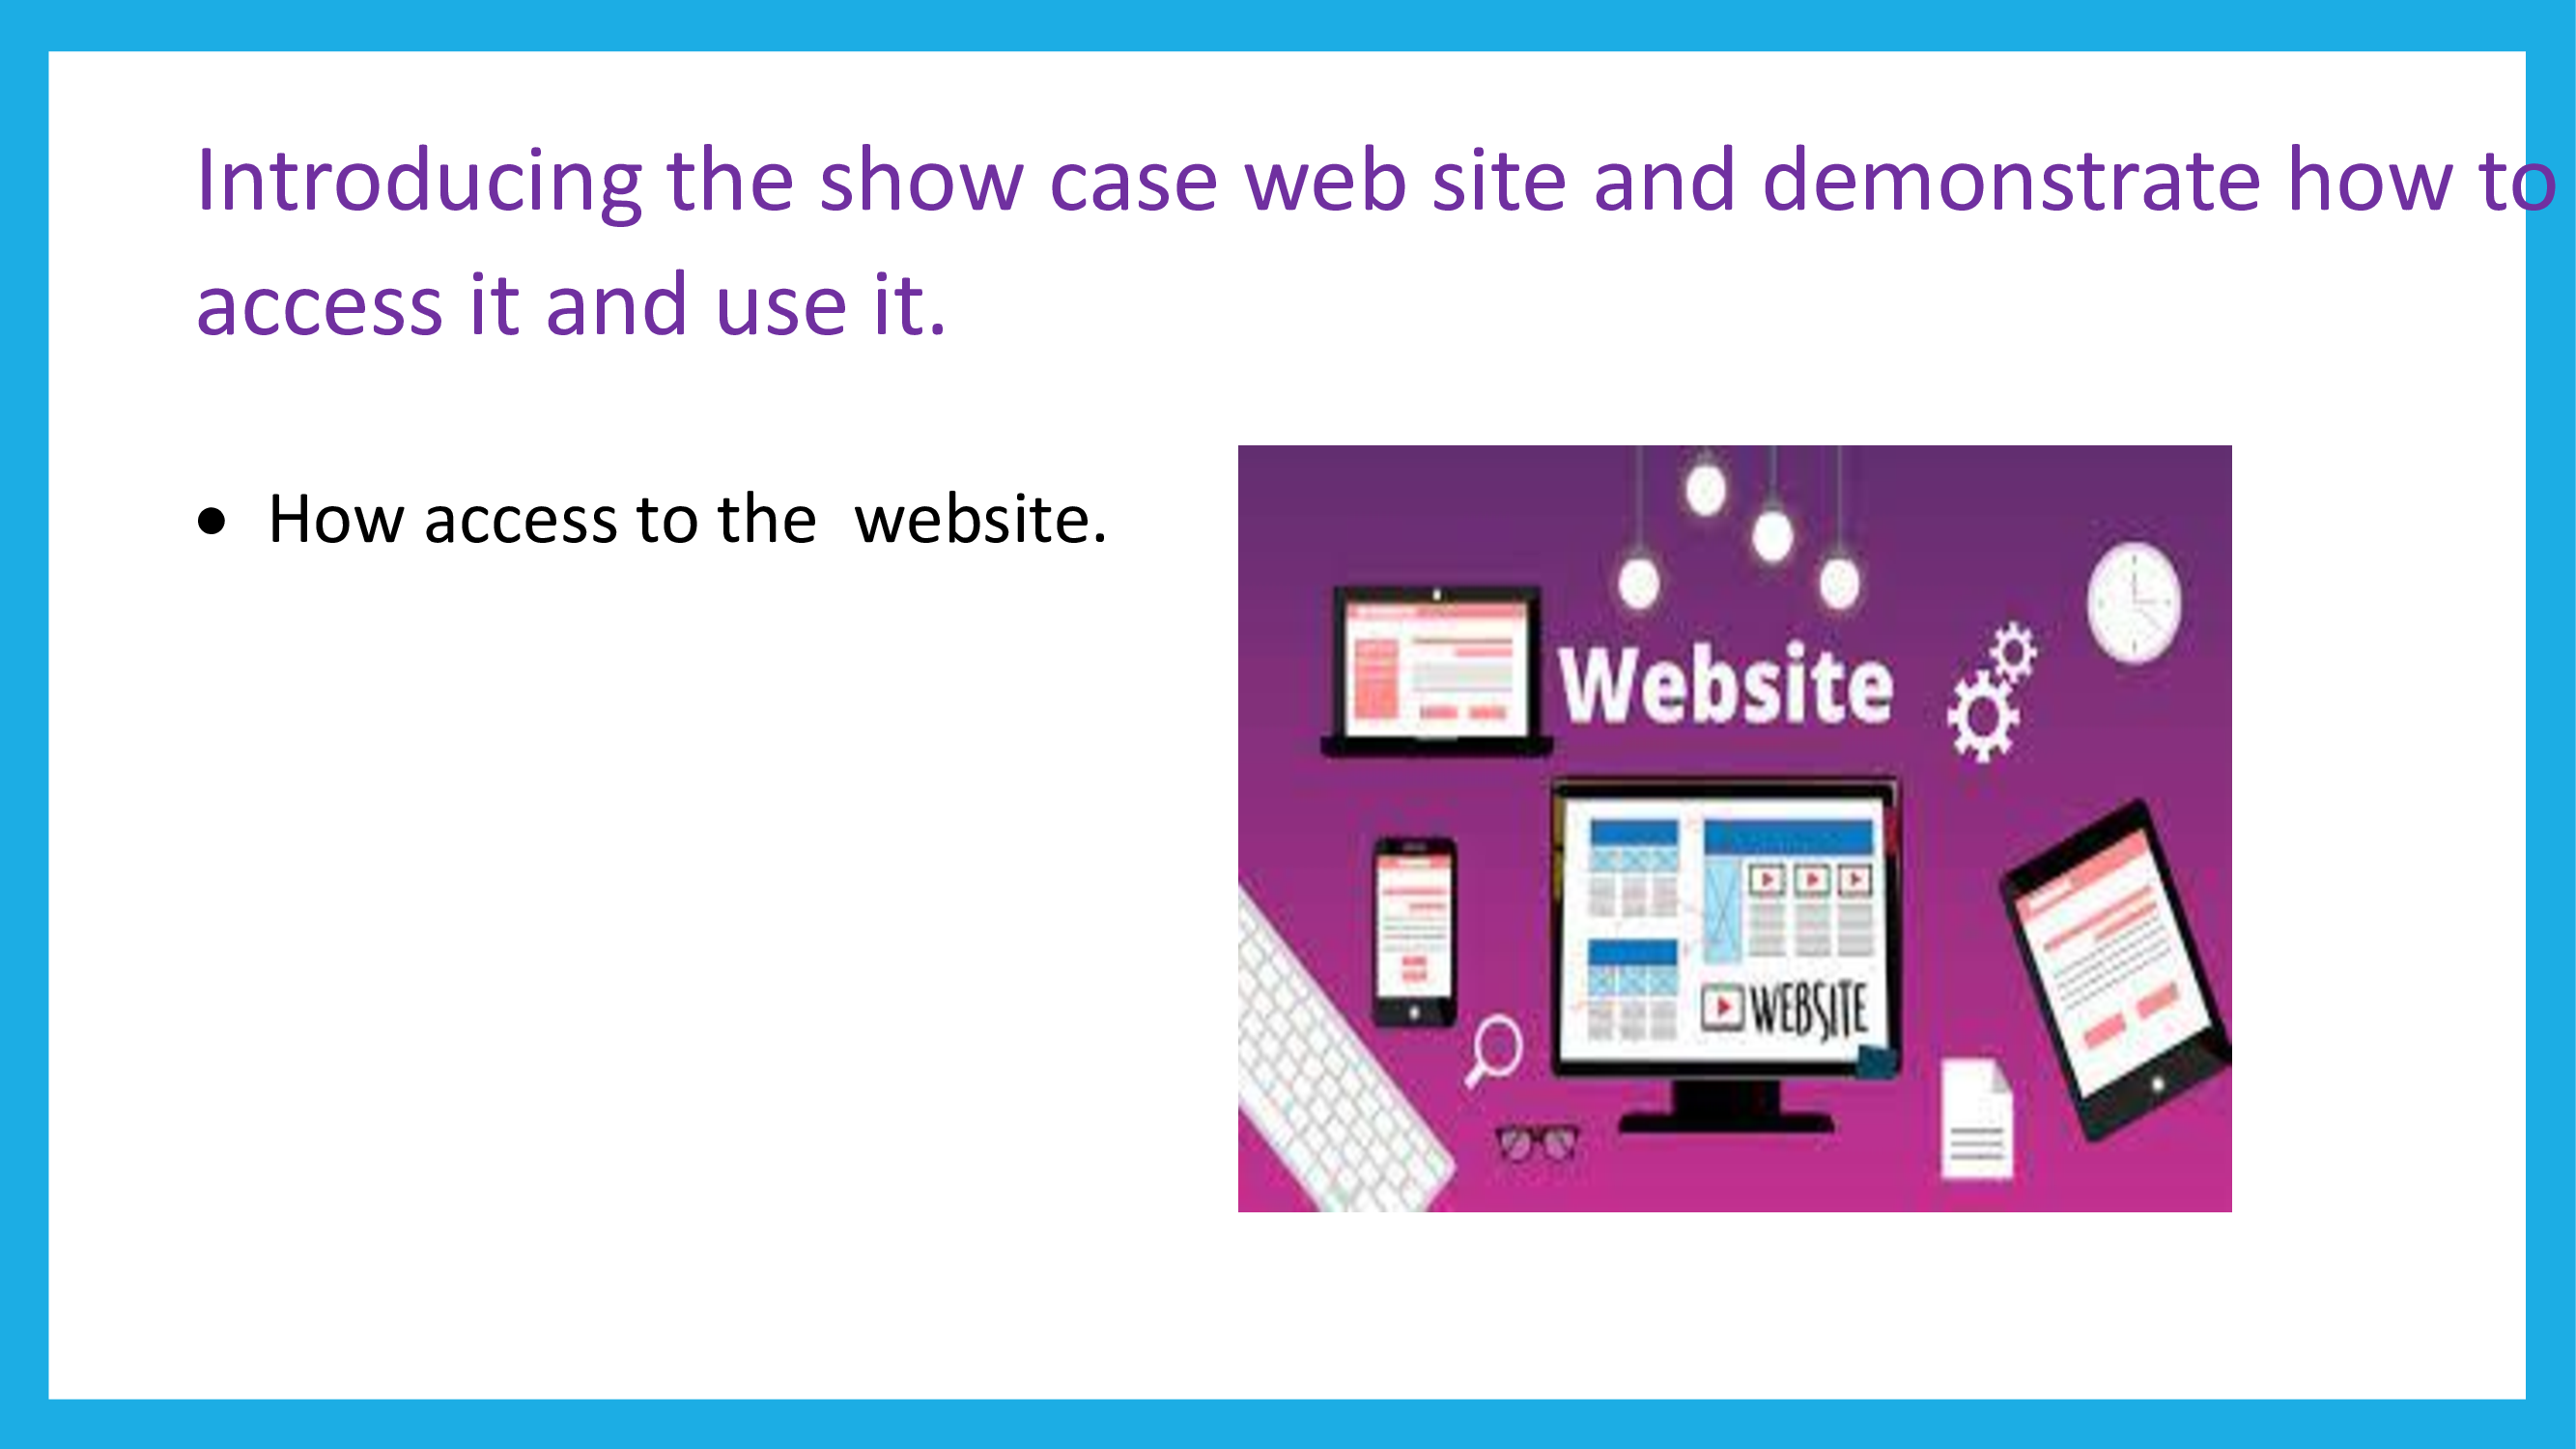 Introducing the show case web site and demonstrate how to
access it and use it.
• How access to the  website.
Website
WEBSITE